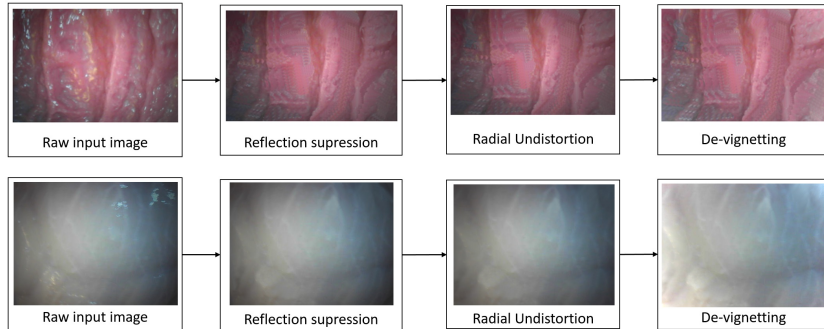 Raw input image
Reflection supression
Radial Undistortion
De-vignetting
Raw input image
Reflection supression
Radial Undistortion
De-vignetting